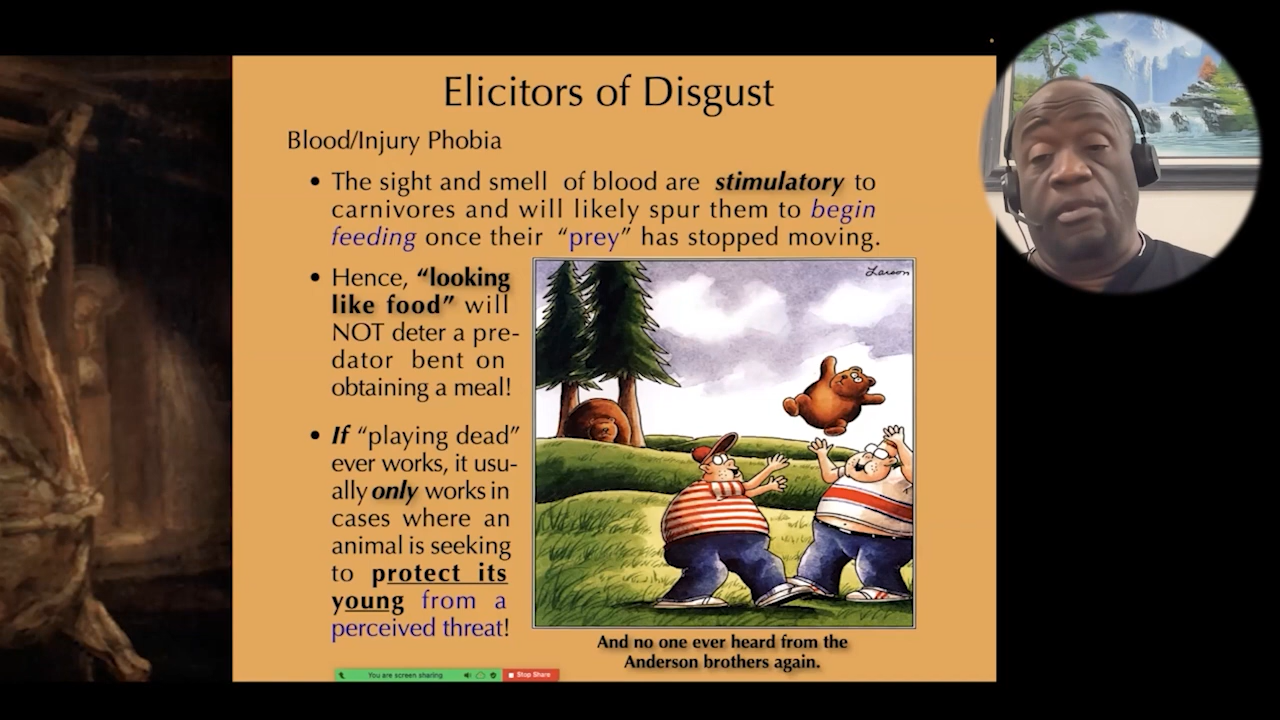 Elicitors of Disgust
Blood/Injury Phobia
• The sight and smell of blood are stimulatory to
carnivores and will likely spur them to begin
feeding once their “prey” has stopped moving.
• Hence, “looking
like food” will
NOT deter a pre-
dator bent on
obtaining a meal!
• If “playing dead”
ever works, it usu-
ally only works in
cases where an
animal is seeking
to protect its
young from a
perceived threat!
Larson
And no one ever heard from the
Anderson brothers again.
You are screen sharing
Stop Share